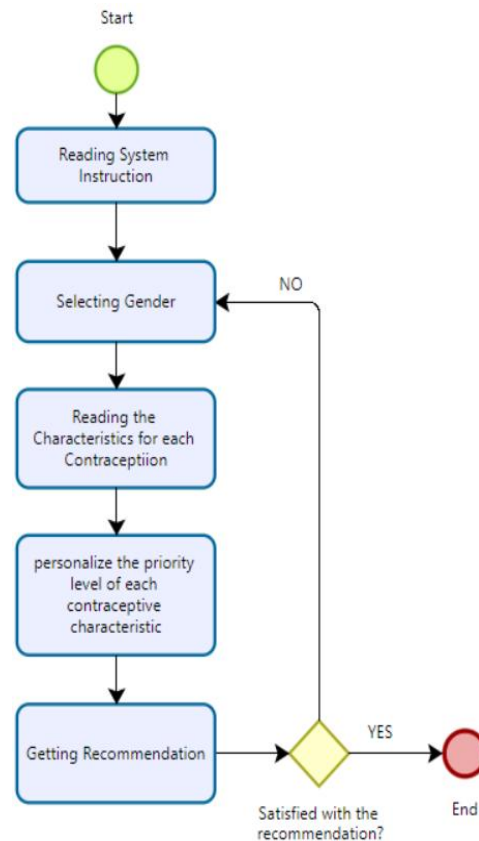 Start
Reading System
Instruction
Selecting Gender
NO
Reading the
Characteristics for each
Contraceptiion
personalize the priority
level of each
contraceptive
characteristic
Getting Recommendation
YES
Satisfied with the
recommendation?
End